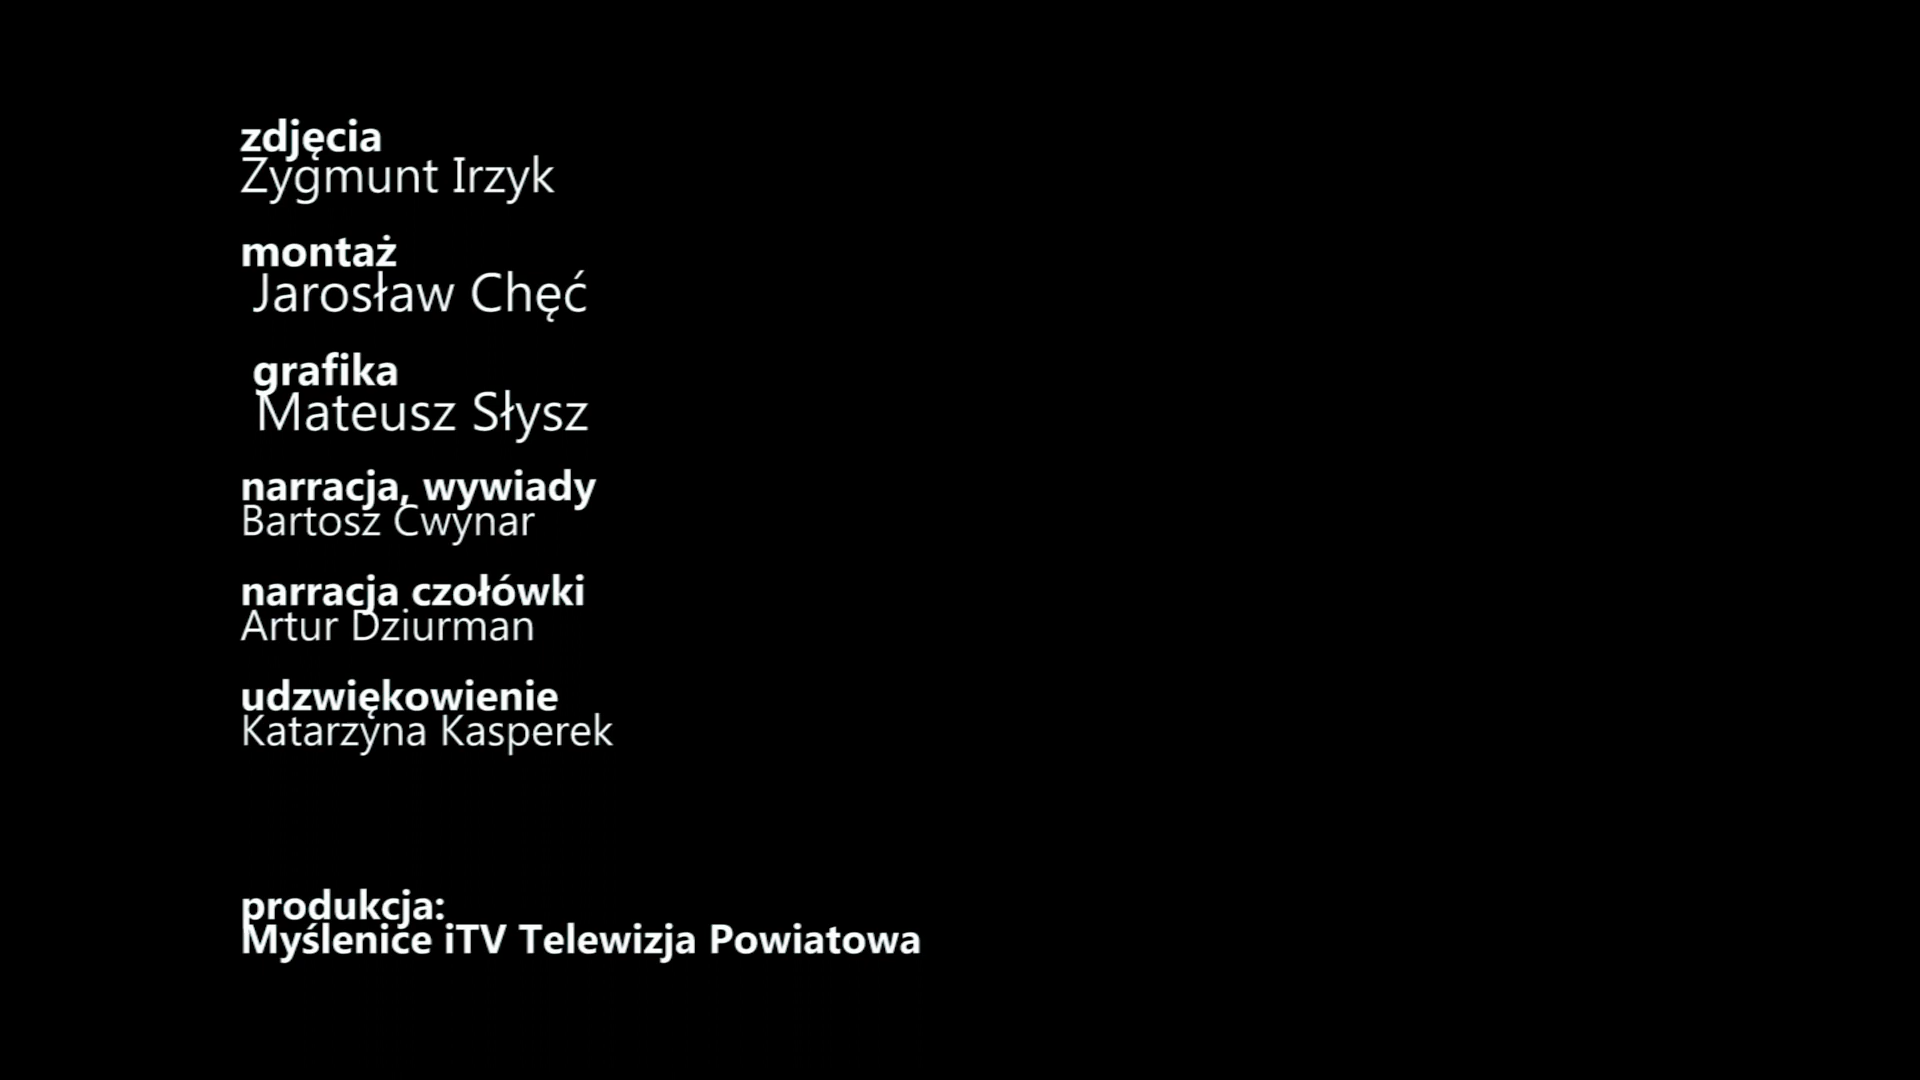 zdjęcia
Zygmunt Irzyk
montaż
Jarosław Chęć
grafika
Mateusz Słysz
narracja, wywiady
Bartosz Cwynar
narracja czołówki
Artur Dziurman
udzwiękowienie
Katarzyna Kasperek
produkcja:
Myślenice iTV Telewizja Powiatowa